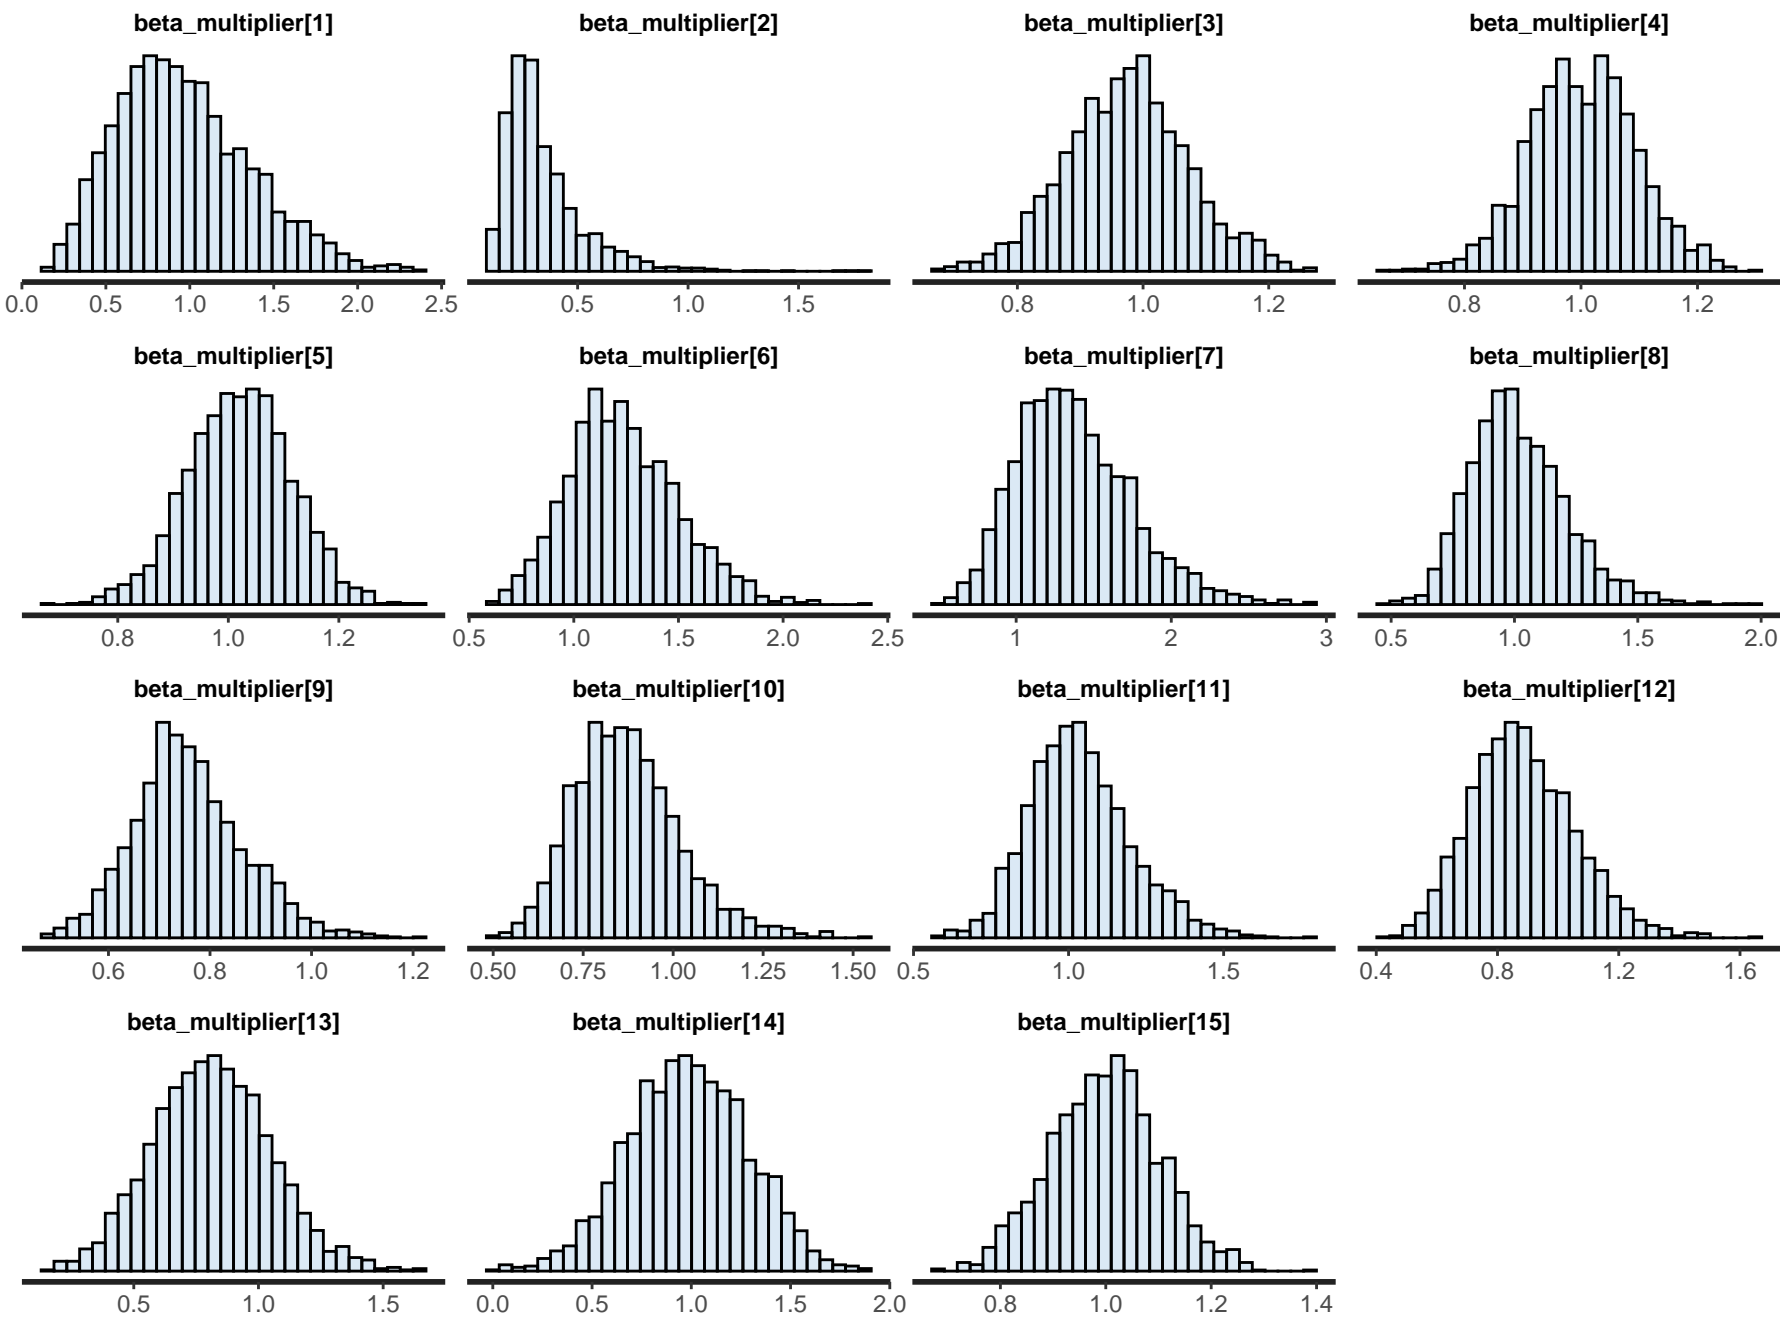 beta_multiplier[1] beta_multiplier[2] beta_multiplier[3] beta_multiplier[4]
0.0 0.5 1.0 1.5 2.0 2.5 0.5 1.0 1.5 0.8 1.0 1.2 0.8 1.0 1.2
beta_multiplier[5] beta_multiplier[6] beta_multiplier[7] beta_multiplier[8]
0.8 1.0 1.2 0.5 1.0 1.5 2.0 2.5 1 2 3 0.5 1.0 1.5 2.0
beta_multiplier[9] beta_multiplier[10] beta_multiplier[11] beta_multiplier[12]
0.6 0.8 1.0 1.2 0.50 0.75 1.00 1.25 1.50 0.5 1.0 1.5 0.4 0.8 1.2 1.6
beta_multiplier[13] beta_multiplier[14] beta_multiplier[15]
0.5 1.0 1.5 0.0 0.5 1.0 1.5 2.0 0.8 1.0 1.2 1.4